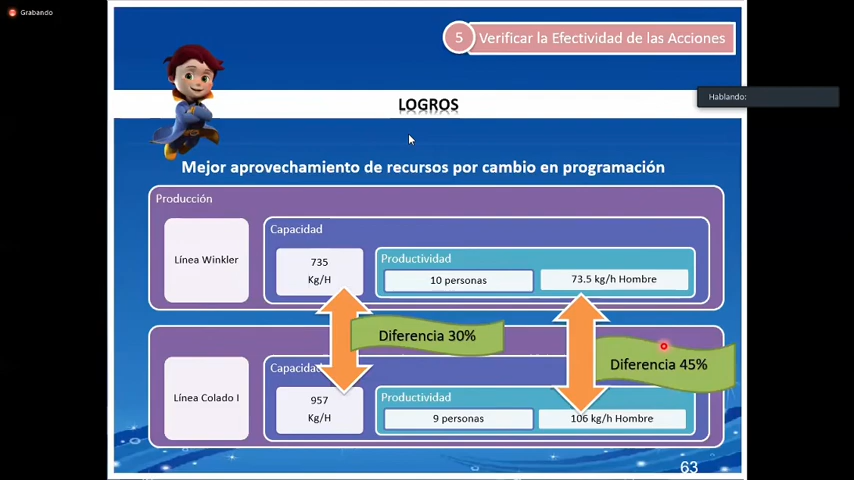 Grabando
5 Verificar la Efectividad de las Acciones
Hablando:
LOGROS
Mejor aprovechamiento de recursos por cambio en programación
Producción
Línea Winkler
Capacidad
735
Kg/H
Productividad
10 personas
73.5 kg/h Hombre
Diferencia 30%
Diferencia 45%
Línea Colado I
Capacidad
957
Kg/H
Productividad
9 personas
106 kg/h Hombre
63